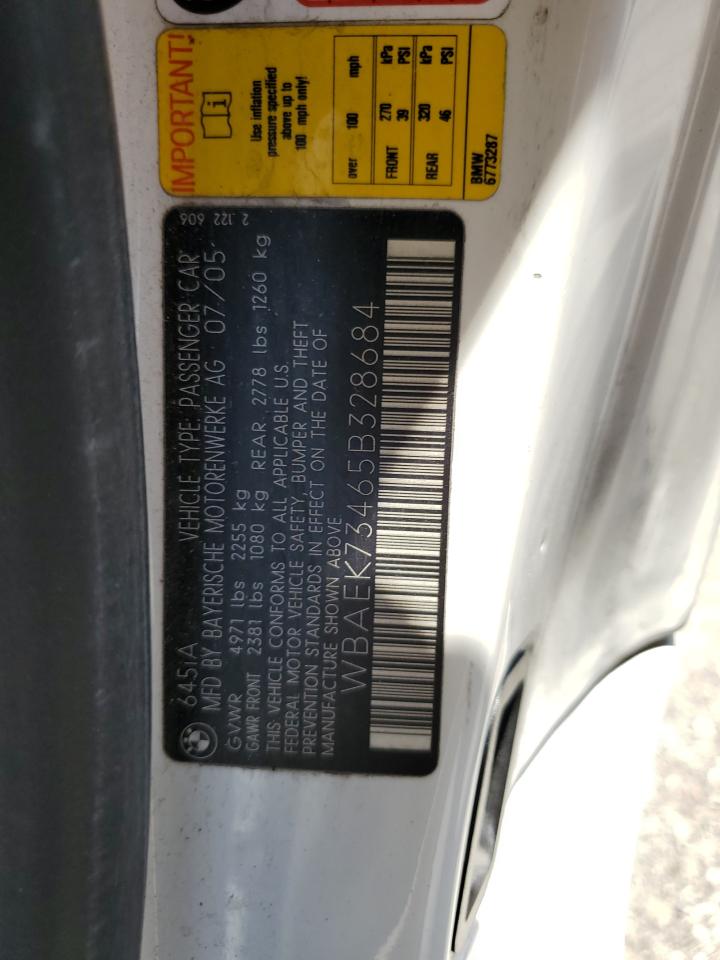 645iA VEHICLE TYPE: PASSENGER CAR
MFD BY BAYERISCHE MOTORENWERKE AG 07/05
GVWR 4971 lbs 2255 kg
GAWR FRONT 2381 lbs 1080 kg REAR 2778 lbs 1260 kg
THIS VEHICLE CONFORMS TO ALL APPLICABLE U.S.
FEDERAL MOTOR VEHICLE SAFETY, BUMPER AND THEFT
PREVENTION STANDARDS IN EFFECT ON THE DATE OF
MANUFACTURE SHOWN ABOVE
WBAEK73465B328684
2 122 606
IMPORTANT!
Use inflation
pressure specified
above up to
100 mph only!
over 100 mph
FRONT 270 kPa
39 PSI
REAR 320 kPa
46 PSI
BMW
6773287